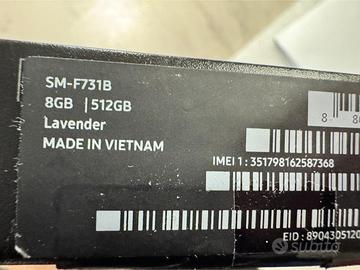 SM-F731B
8GB | 512GB
Lavender
MADE IN VIETNAM
IMEI 1 : 351798162587368
EID : 8904305120
subito